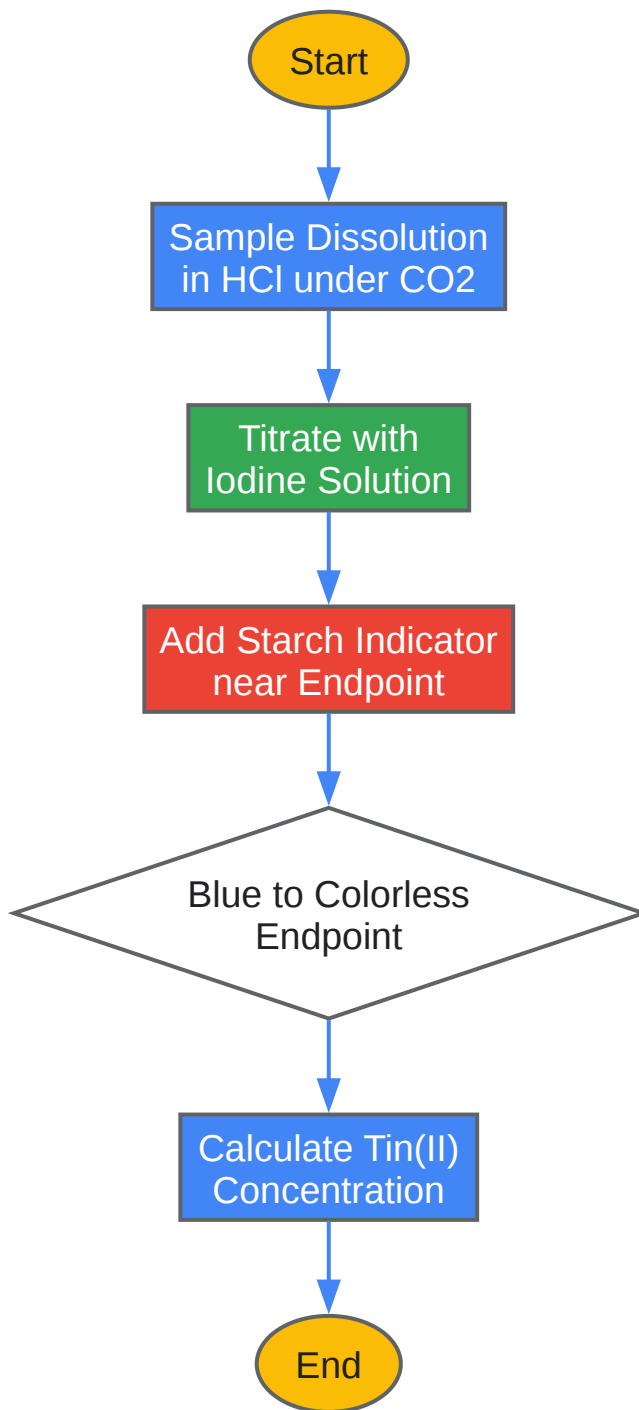 Start
Sample Dissolution
in HCl under CO2
Titrate with
Iodine Solution
Add Starch Indicator
near Endpoint
Blue to Colorless
Endpoint
Calculate Tin(II)
Concentration
End